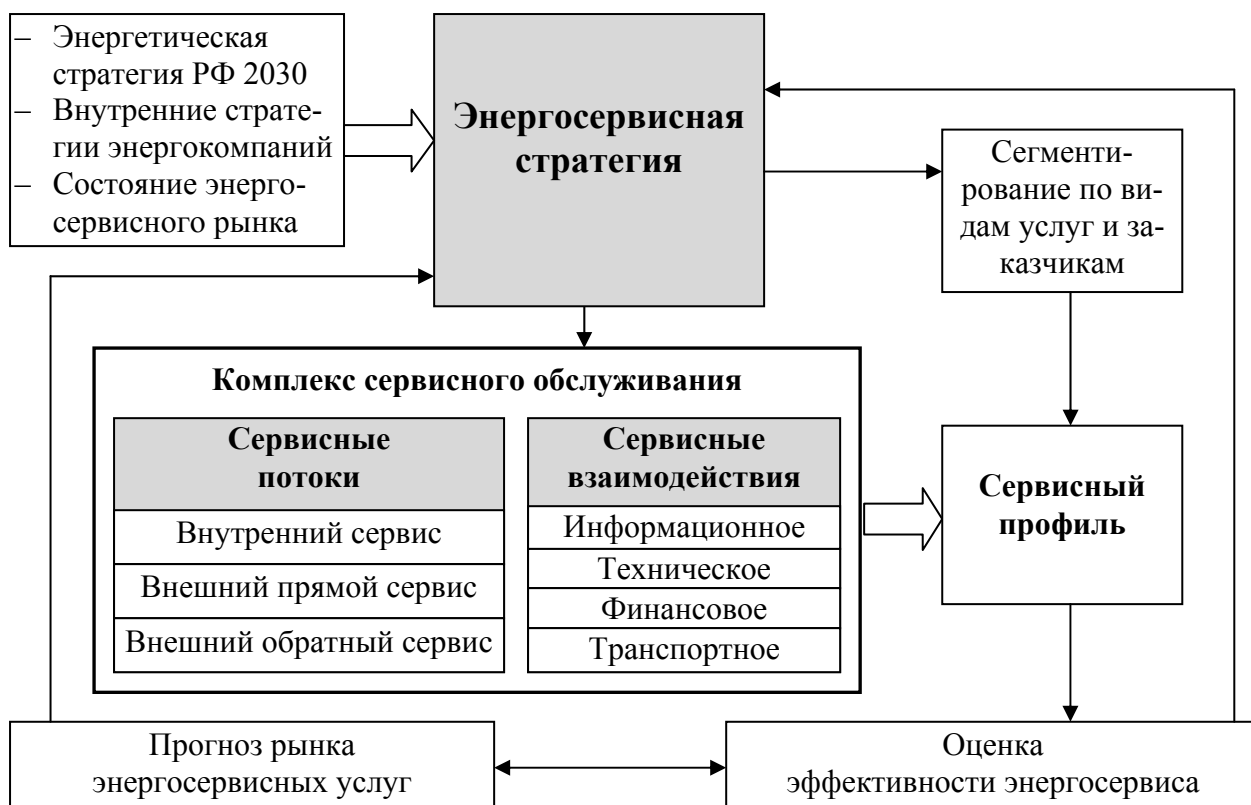 – Энергетическая
стратегия РФ 2030
– Внутренние страте-
гии энергокомпаний
– Состояние энерго-
сервисного рынка
Энергосервисная
стратегия
Сегменти-
рование по ви-
дам услуг и за-
казчикам
Комплекс сервисного обслуживания
Сервисные
потоки
Внутренний сервис
Внешний прямой сервис
Внешний обратный сервис
Сервисные
взаимодействия
Информационное
Техническое
Финансовое
Транспортное
Сервисный
профиль
Прогноз рынка
энергосервисных услуг
Оценка
эффективности энергосервиса